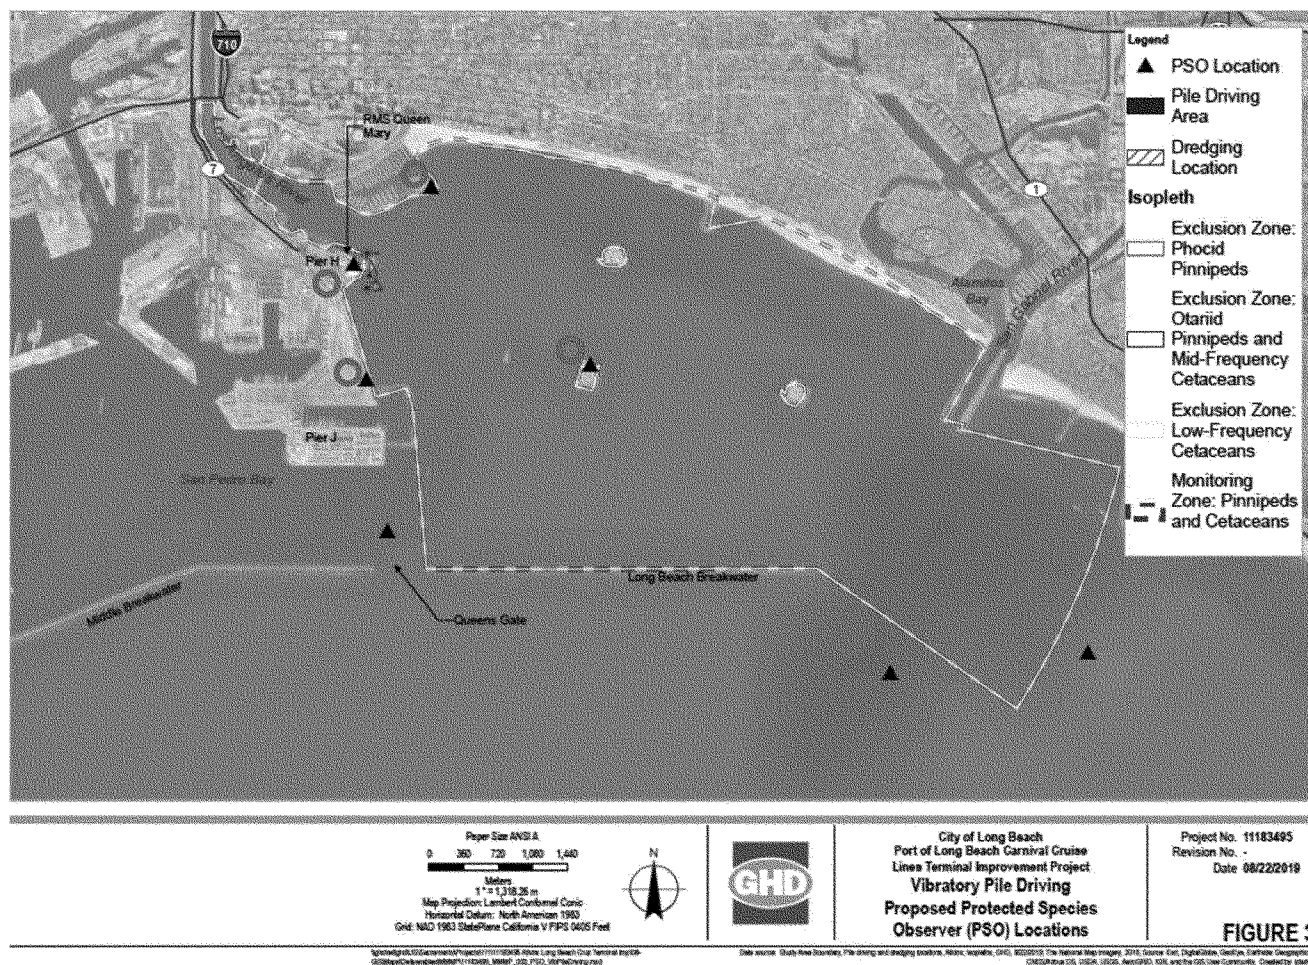 710
RMS Queen
Mary
7
1
Pier H
Alamitos
Bay
San Gabriel River
Pier J
San Pedro Bay
Middle Breakwater
Long Beach Breakwater
Queens Gate
Legend
PSO Location
Pile Driving
Area
Dredging
Location
Isopleth
Exclusion Zone:
Phocid
Pinnipeds
Exclusion Zone:
Otariid
Pinnipeds and
Mid-Frequency
Cetaceans
Exclusion Zone:
Low-Frequency
Cetaceans
Monitoring
Zone: Pinnipeds
and Cetaceans
Paper Size ANSI A
0 360 720 1,080 1,440
Meters
1 " = 1,318.26 m
Map Projection: Lambert Conformal Conic
Horizontal Datum: North American 1983
Grid: NAD 1983 StatePlane California V FIPS 0405 Feet
N
GHD
City of Long Beach
Port of Long Beach Carnival Cruise
Lines Terminal Improvement Project
Vibratory Pile Driving
Proposed Protected Species
Observer (PSO) Locations
Project No. 11183495
Revision No. -
Date 08/22/2019
FIGURE 3